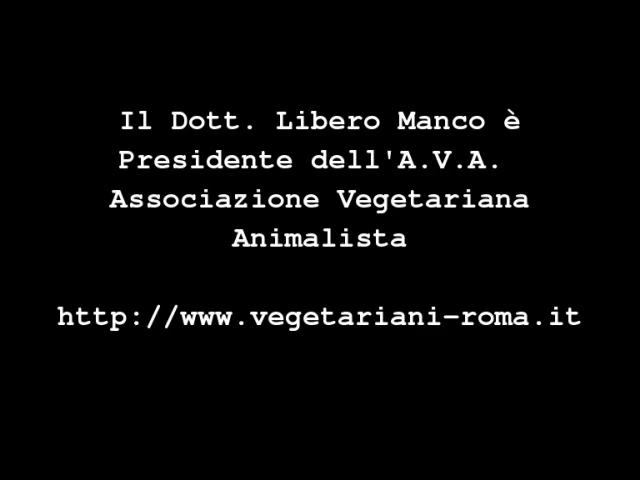 Il Dott. Libero Manco è
Presidente dell'A.V.A.
Associazione Vegetariana
Animalista
http://www.vegetariani-roma.it